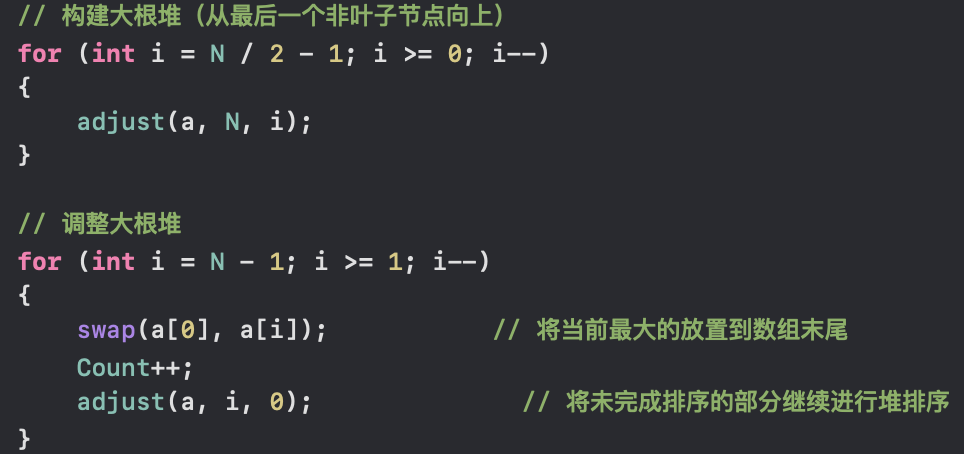 // 构建大根堆（从最后一个非叶子节点向上）
for (int i = N / 2 - 1; i >= 0; i--)
{
    adjust(a, N, i);
}

// 调整大根堆
for (int i = N - 1; i >= 1; i--)
{
    swap(a[0], a[i]);           // 将当前最大的放置到数组末尾
    Count++;
    adjust(a, i, 0);              // 将未完成排序的部分继续进行堆排序
}